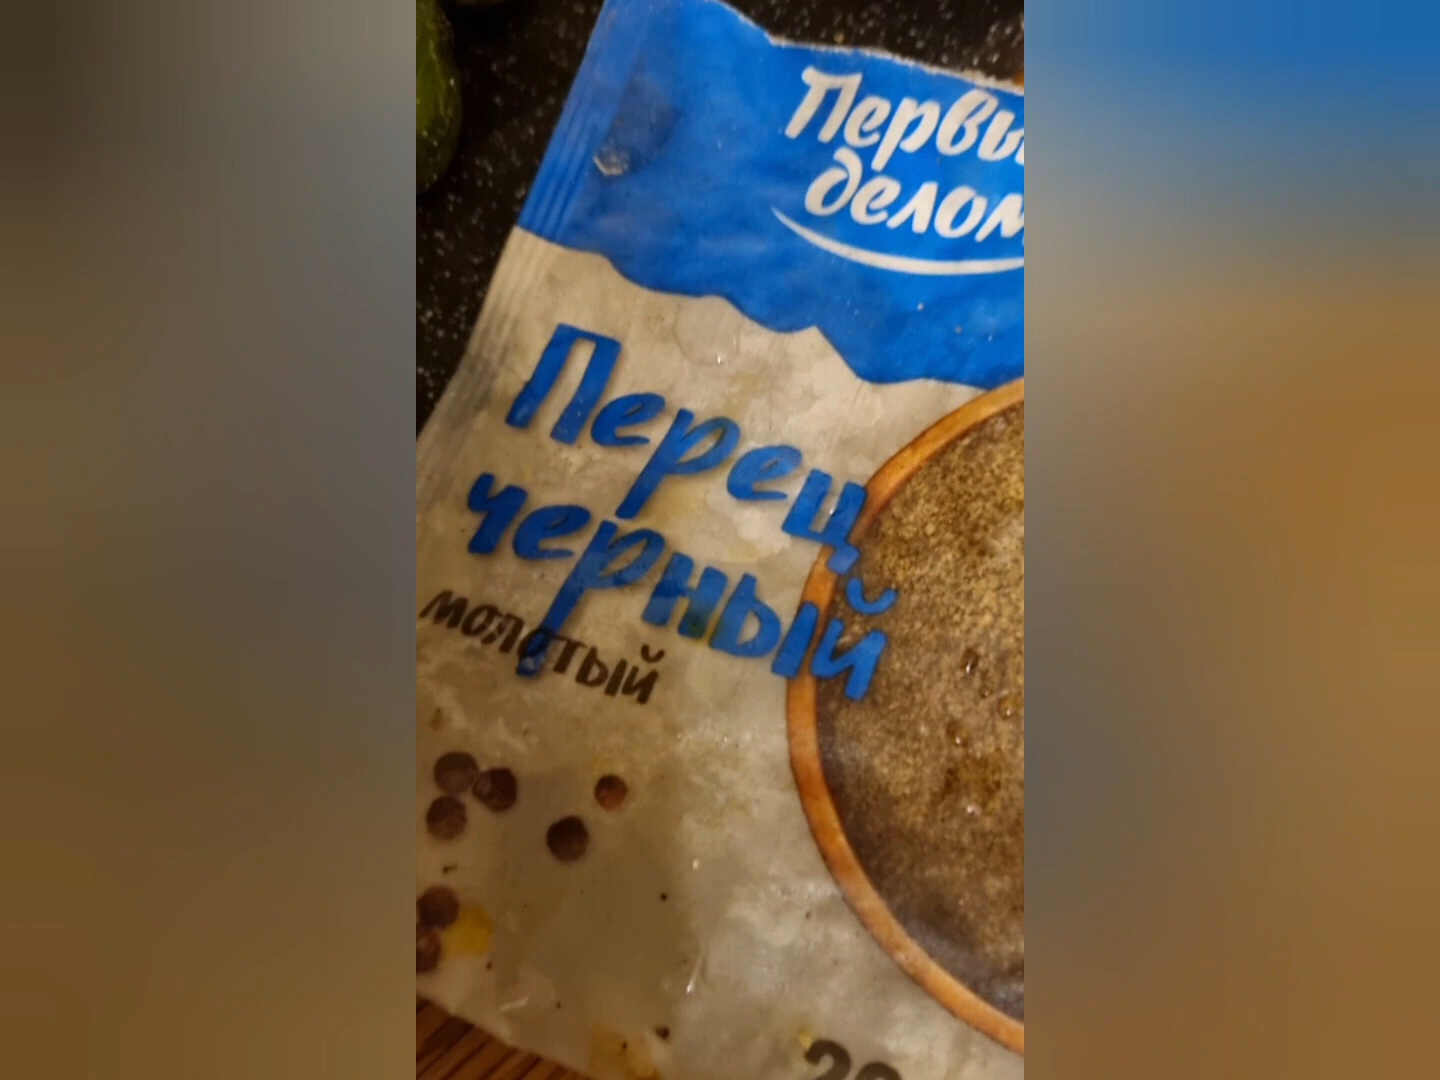 Первы
делом
Перец
черный
молотый